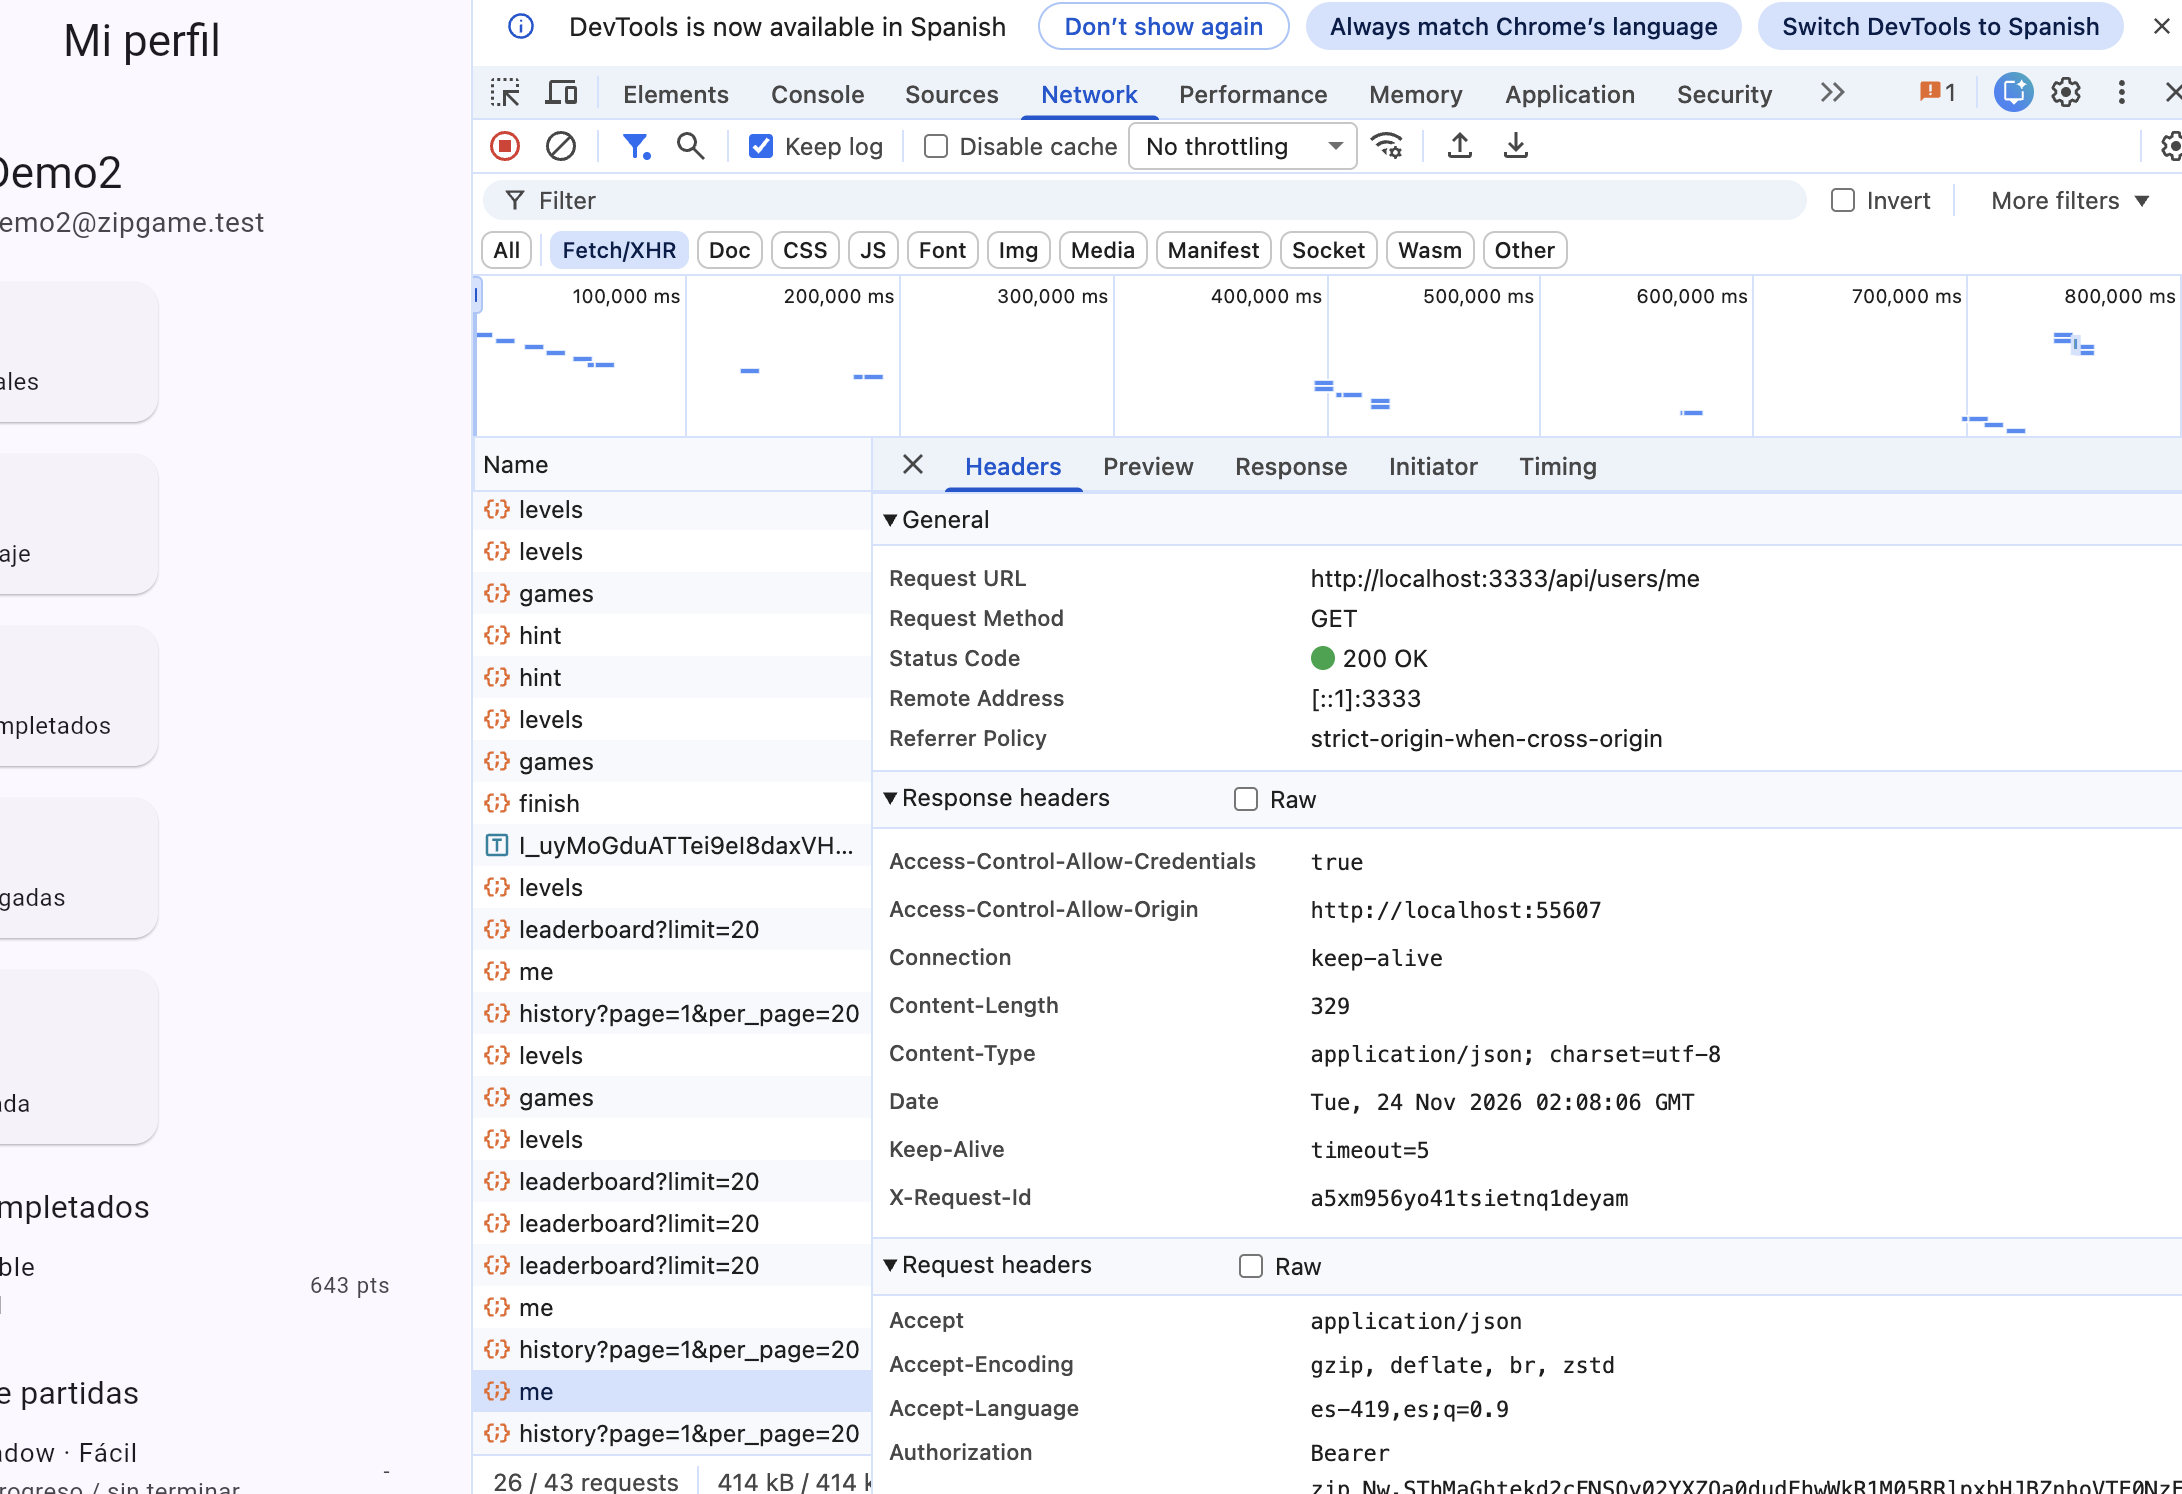 Mi perfil
Demo2
emo2@zipgame.test
ales
aje
mpletados
gadas
ada
mpletados
ble
643 pts
e partidas
adow · Fácil
-
rogreso / sin terminar
DevTools is now available in Spanish
Don't show again
Always match Chrome's language
Switch DevTools to Spanish
Elements Console Sources Network Performance Memory Application Security 1
Keep log Disable cache No throttling
Filter Invert More filters
All Fetch/XHR Doc CSS JS Font Img Media Manifest Socket Wasm Other
100,000 ms 200,000 ms 300,000 ms 400,000 ms 500,000 ms 600,000 ms 700,000 ms 800,000 ms
Name
levels
levels
games
hint
hint
levels
games
finish
I_uyMoGduATTei9eI8daxVH...
levels
leaderboard?limit=20
me
history?page=1&per_page=20
levels
games
levels
leaderboard?limit=20
leaderboard?limit=20
leaderboard?limit=20
me
history?page=1&per_page=20
me
history?page=1&per_page=20
26 / 43 requests 414 kB / 414 k
Headers Preview Response Initiator Timing
General
Request URL http://localhost:3333/api/users/me
Request Method GET
Status Code 200 OK
Remote Address [::1]:3333
Referrer Policy strict-origin-when-cross-origin
Response headers Raw
Access-Control-Allow-Credentials true
Access-Control-Allow-Origin http://localhost:55607
Connection keep-alive
Content-Length 329
Content-Type application/json; charset=utf-8
Date Tue, 24 Nov 2026 02:08:06 GMT
Keep-Alive timeout=5
X-Request-Id a5xm956yo41tsietnq1deyam
Request headers Raw
Accept application/json
Accept-Encoding gzip, deflate, br, zstd
Accept-Language es-419,es;q=0.9
Authorization Bearer